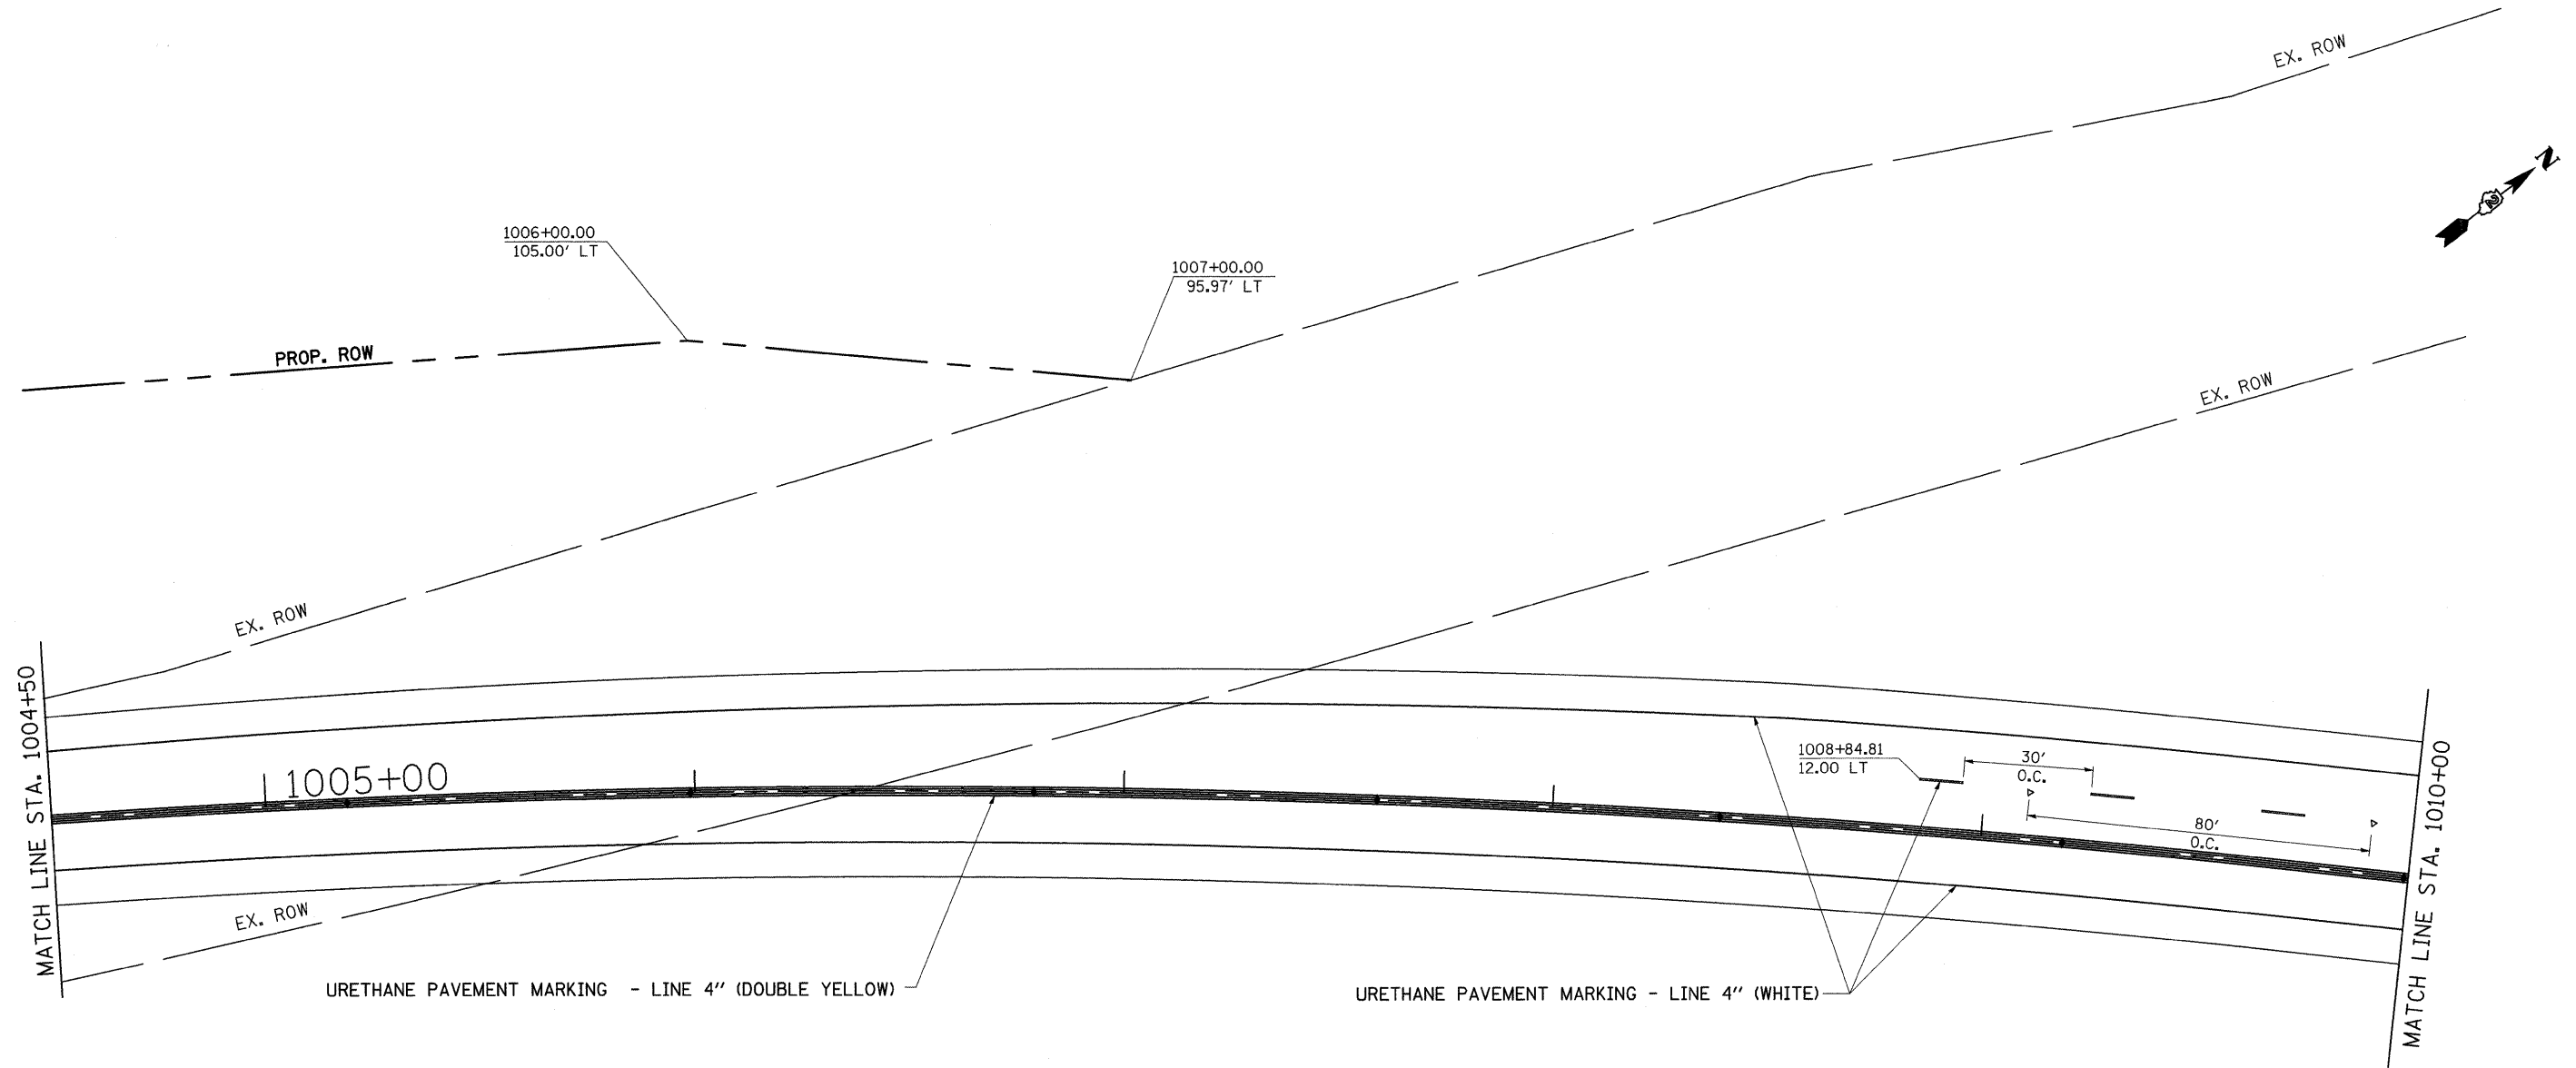 EX. ROW
N
2
1006+00.00
105.00' LT
1007+00.00
95.97' LT
PROP. ROW
EX. ROW
EX. ROW
MATCH LINE STA. 1004+50
1005+00
1008+84.81
12.00 LT
30'
O.C.
80'
O.C.
MATCH LINE STA. 1010+00
EX. ROW
URETHANE PAVEMENT MARKING - LINE 4" (DOUBLE YELLOW)
URETHANE PAVEMENT MARKING - LINE 4" (WHITE)